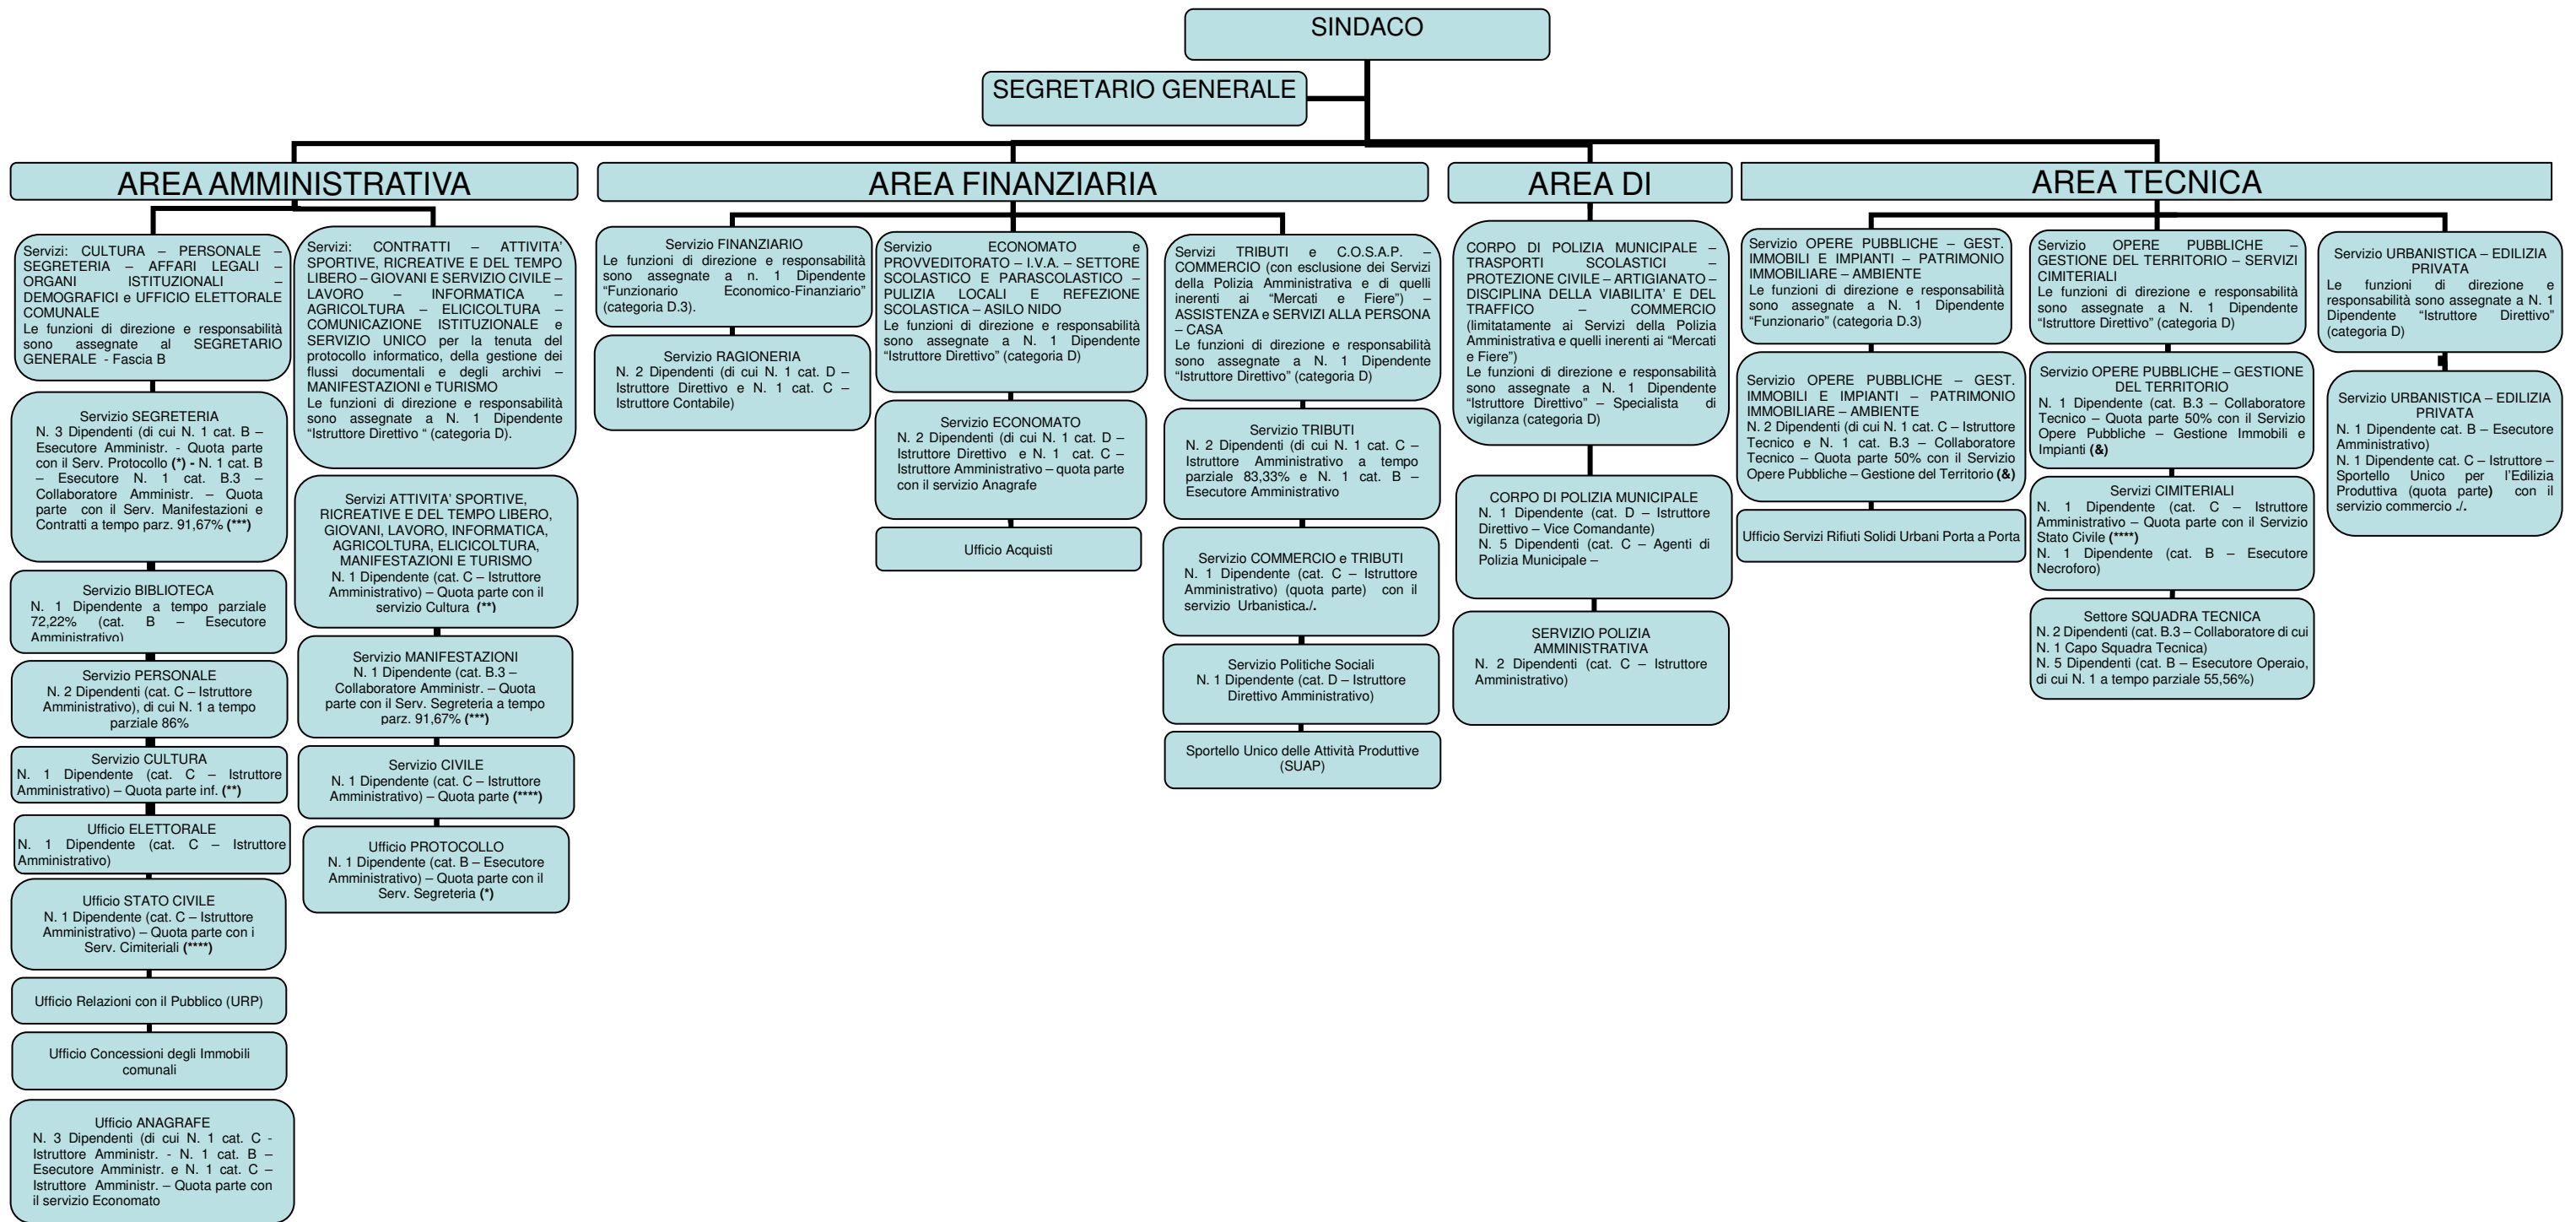 SINDACO
SEGRETARIO GENERALE
AREA AMMINISTRATIVA
Servizi: CULTURA – PERSONALE –
SEGRETERIA – AFFARI LEGALI –
ORGANI ISTITUZIONALI –
DEMOGRAFICI e UFFICIO ELETTORALE
COMUNALE
Le funzioni di direzione e responsabilità
sono assegnate al SEGRETARIO
GENERALE - Fascia B
Servizio SEGRETERIA
N. 3 Dipendenti (di cui N. 1 cat. B –
Esecutore Amministr. - Quota parte
con il Serv. Protocollo (*) - N. 1 cat. B
– Esecutore N. 1 cat. B.3 –
Collaboratore Amministr. – Quota
parte con il Serv. Manifestazioni e
Contratti a tempo parz. 91,67% (***)
Servizio BIBLIOTECA
N. 1 Dipendente a tempo parziale
72,22% (cat. B – Esecutore
Amministrativo)
Servizio PERSONALE
N. 2 Dipendenti (cat. C – Istruttore
Amministrativo), di cui N. 1 a tempo
parziale 86%
Servizio CULTURA
N. 1 Dipendente (cat. C – Istruttore
Amministrativo) – Quota parte inf. (**)
Ufficio ELETTORALE
N. 1 Dipendente (cat. C – Istruttore
Amministrativo)
Ufficio STATO CIVILE
N. 1 Dipendente (cat. C – Istruttore
Amministrativo) – Quota parte con i
Serv. Cimiteriali (****)
Ufficio Relazioni con il Pubblico (URP)
Ufficio Concessioni degli Immobili
comunali
Ufficio ANAGRAFE
N. 3 Dipendenti (di cui N. 1 cat. C -
Istruttore Amministr. - N. 1 cat. B –
Esecutore Amministr. e N. 1 cat. C –
Istruttore Amministr. – Quota parte con
il servizio Economato
Servizi: CONTRATTI – ATTIVITA’
SPORTIVE, RICREATIVE E DEL TEMPO
LIBERO – GIOVANI E SERVIZIO CIVILE –
LAVORO – INFORMATICA –
AGRICOLTURA – ELICICOLTURA –
COMUNICAZIONE ISTITUZIONALE e
SERVIZIO UNICO per la tenuta del
protocollo informatico, della gestione dei
flussi documentali e degli archivi –
MANIFESTAZIONI e TURISMO
Le funzioni di direzione e responsabilità
sono assegnate a N. 1 Dipendente
“Istruttore Direttivo “ (categoria D).
Servizi ATTIVITA’ SPORTIVE,
RICREATIVE E DEL TEMPO LIBERO,
GIOVANI, LAVORO, INFORMATICA,
AGRICOLTURA, ELICICOLTURA,
MANIFESTAZIONI E TURISMO
N. 1 Dipendente (cat. C – Istruttore
Amministrativo) – Quota parte con il
servizio Cultura (**)
Servizio MANIFESTAZIONI
N. 1 Dipendente (cat. B.3 –
Collaboratore Amministr. – Quota
parte con il Serv. Segreteria a tempo
parz. 91,67% (***)
Servizio CIVILE
N. 1 Dipendente (cat. C – Istruttore
Amministrativo) – Quota parte (****)
Ufficio PROTOCOLLO
N. 1 Dipendente (cat. B – Esecutore
Amministrativo) – Quota parte con il
Serv. Segreteria (*)
AREA FINANZIARIA
Servizio FINANZIARIO
Le funzioni di direzione e responsabilità
sono assegnate a n. 1 Dipendente
“Funzionario Economico-Finanziario”
(categoria D.3).
Servizio RAGIONERIA
N. 2 Dipendenti (di cui N. 1 cat. D –
Istruttore Direttivo e N. 1 cat. C –
Istruttore Contabile)
Servizio ECONOMATO e
PROVVEDITORATO – I.V.A. – SETTORE
SCOLASTICO E PARASCOLASTICO –
PULIZIA LOCALI E REFEZIONE
SCOLASTICA – ASILO NIDO
Le funzioni di direzione e responsabilità
sono assegnate a N. 1 Dipendente
“Istruttore Direttivo” (categoria D)
Servizio ECONOMATO
N. 2 Dipendenti (di cui N. 1 cat. D –
Istruttore Direttivo e N. 1 cat. C –
Istruttore Amministrativo – quota parte
con il servizio Anagrafe
Ufficio Acquisti
Servizi TRIBUTI e C.O.S.A.P. –
COMMERCIO (con esclusione dei Servizi
della Polizia Amministrativa e di quelli
inerenti ai “Mercati e Fiere”) –
ASSISTENZA e SERVIZI ALLA PERSONA
– CASA
Le funzioni di direzione e responsabilità
sono assegnate a N. 1 Dipendente
“Istruttore Direttivo” (categoria D)
Servizio TRIBUTI
N. 2 Dipendenti (di cui N. 1 cat. C –
Istruttore Amministrativo a tempo
parziale 83,33% e N. 1 cat. B –
Esecutore Amministrativo
Servizio COMMERCIO e TRIBUTI
N. 1 Dipendente (cat. C – Istruttore
Amministrativo) (quota parte) con il
servizio Urbanistica./.
Servizio Politiche Sociali
N. 1 Dipendente (cat. D – Istruttore
Direttivo Amministrativo)
Sportello Unico delle Attività Produttive
(SUAP)
AREA DI
CORPO DI POLIZIA MUNICIPALE –
TRASPORTI SCOLASTICI –
PROTEZIONE CIVILE – ARTIGIANATO –
DISCIPLINA DELLA VIABILITA’ E DEL
TRAFFICO – COMMERCIO
(limitatamente ai Servizi della Polizia
Amministrativa e quelli inerenti ai “Mercati
e Fiere”)
Le funzioni di direzione e responsabilità
sono assegnate a N. 1 Dipendente
“Istruttore Direttivo” – Specialista di
vigilanza (categoria D)
CORPO DI POLIZIA MUNICIPALE
N. 1 Dipendente (cat. D – Istruttore
Direttivo – Vice Comandante)
N. 5 Dipendenti (cat. C – Agenti di
Polizia Municipale –
SERVIZIO POLIZIA
AMMINISTRATIVA
N. 2 Dipendenti (cat. C – Istruttore
Amministrativo)
AREA TECNICA
Servizio OPERE PUBBLICHE – GEST.
IMMOBILI E IMPIANTI – PATRIMONIO
IMMOBILIARE – AMBIENTE
Le funzioni di direzione e responsabilità
sono assegnate a N. 1 Dipendente
“Funzionario” (categoria D.3)
Servizio OPERE PUBBLICHE – GEST.
IMMOBILI E IMPIANTI – PATRIMONIO
IMMOBILIARE – AMBIENTE
N. 2 Dipendenti (di cui N. 1 cat. C – Istruttore
Tecnico e N. 1 cat. B.3 – Collaboratore
Tecnico – Quota parte 50% con il Servizio
Opere Pubbliche – Gestione del Territorio (&)
Ufficio Servizi Rifiuti Solidi Urbani Porta a Porta
Servizio OPERE PUBBLICHE –
GESTIONE DEL TERRITORIO – SERVIZI
CIMITERIALI
Le funzioni di direzione e responsabilità
sono assegnate a N. 1 Dipendente
“Istruttore Direttivo” (categoria D)
Servizio OPERE PUBBLICHE – GESTIONE
DEL TERRITORIO
N. 1 Dipendente (cat. B.3 – Collaboratore
Tecnico – Quota parte 50% con il Servizio
Opere Pubbliche – Gestione Immobili e
Impianti (&)
Servizi CIMITERIALI
N. 1 Dipendente (cat. C – Istruttore
Amministrativo – Quota parte con il Servizio
Stato Civile (****)
N. 1 Dipendente (cat. B – Esecutore
Necroforo)
Settore SQUADRA TECNICA
N. 2 Dipendenti (cat. B.3 – Collaboratore di cui
N. 1 Capo Squadra Tecnica)
N. 5 Dipendenti (cat. B – Esecutore Operaio,
di cui N. 1 a tempo parziale 55,56%)
Servizio URBANISTICA – EDILIZIA
PRIVATA
Le funzioni di direzione e
responsabilità sono assegnate a N. 1
Dipendente “Istruttore Direttivo”
(categoria D)
Servizio URBANISTICA – EDILIZIA
PRIVATA
N. 1 Dipendente cat. B – Esecutore
Amministrativo)
N. 1 Dipendente cat. C – Istruttore –
Sportello Unico per l’Edilizia
Produttiva (quota parte) con il
servizio commercio ./.